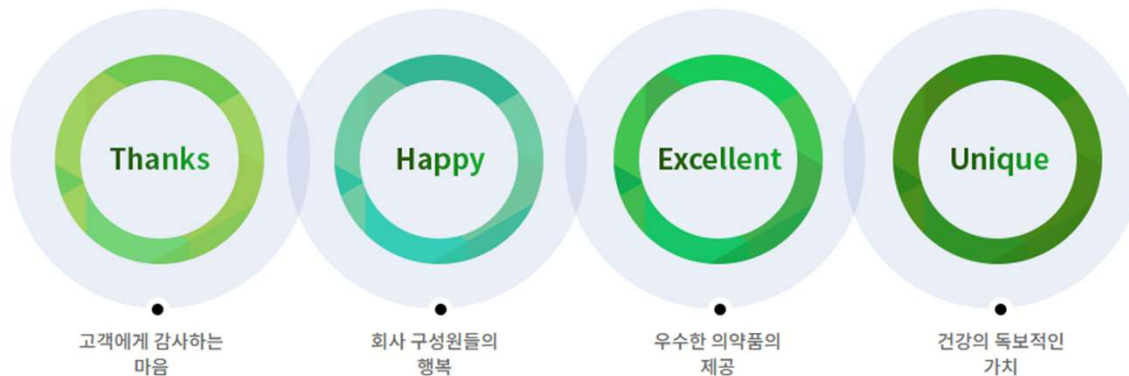 Thanks
Happy
Excellent
Unique
고객에게 감사하는
마음
회사 구성원들의
행복
우수한 의약품의
제공
건강의 독보적인
가치